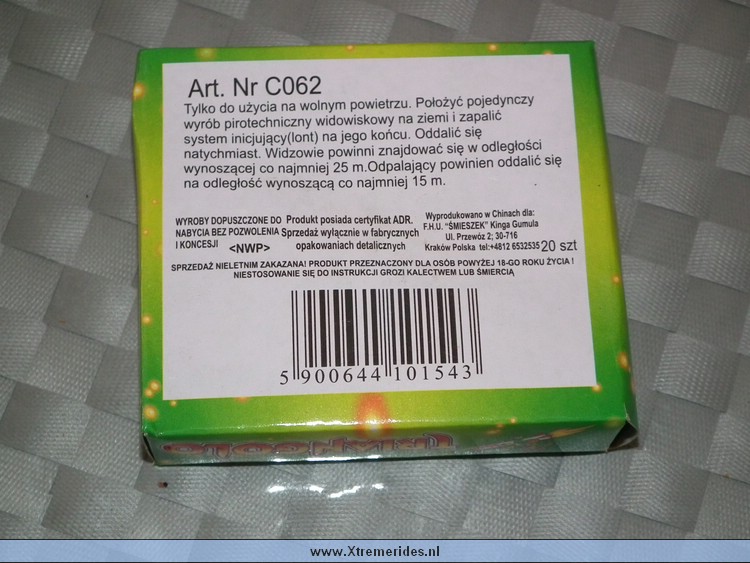 Art. Nr C062
Tylko do użycia na wolnym powietrzu. Położyć pojedynczy
wyrób pirotechniczny widowiskowy na ziemi i zapalić
system inicjujący(lont) na jego końcu. Oddalić się
natychmiast. Widzowie powinni znajdować się w odległości
wynoszącej co najmniej 25 m.Odpalający powinien oddalić się
na odległość wynoszącą co najmniej 15 m.
WYROBY DOPUSZCZONE DO
NABYCIA BEZ POZWOLENIA
I KONCESJI
<NWP>
Produkt posiada certyfikat ADR.
Sprzedaż wyłącznie w fabrycznych
opakowaniach detalicznych
Wyprodukowano w Chinach dla:
F.H.U. "ŚMIESZEK" Kinga Gumula
Ul. Przewóz 2; 30-716
Kraków Polska tel:+4812 6532535
20 szt
SPRZEDAŻ NIELETNIM ZAKAZANA! PRODUKT PRZEZNACZONY DLA OSÓB POWYŻEJ 18-GO ROKU ŻYCIA !
NIESTOSOWANIE SIĘ DO INSTRUKCJI GROZI KALECTWEM LUB ŚMIERCIĄ
5 900644 101543
www.Xtremerides.nl